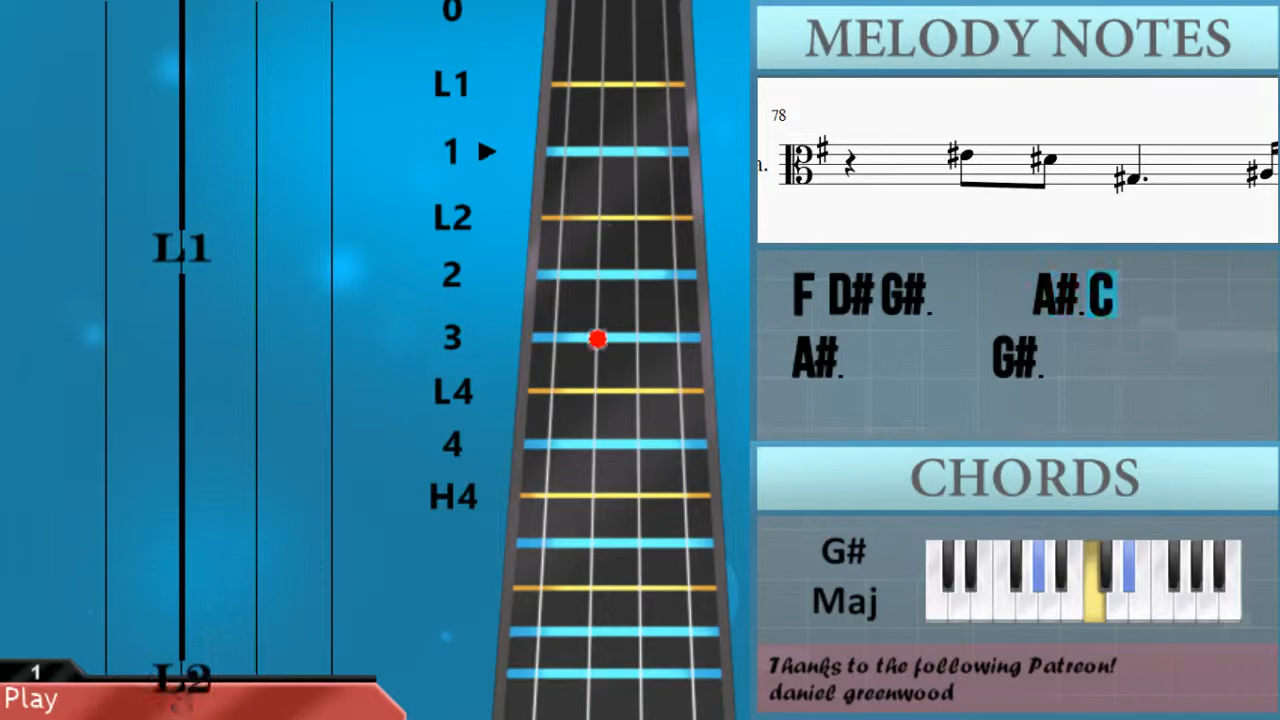 0
L1
1
L2
2
3
L4
4
H4
L1
L2
1
Play
MELODY NOTES
78
a.
F D# G#. A#. C
A#. G#.
CHORDS
G#
Maj
Thanks to the following Patreon!
daniel greenwood